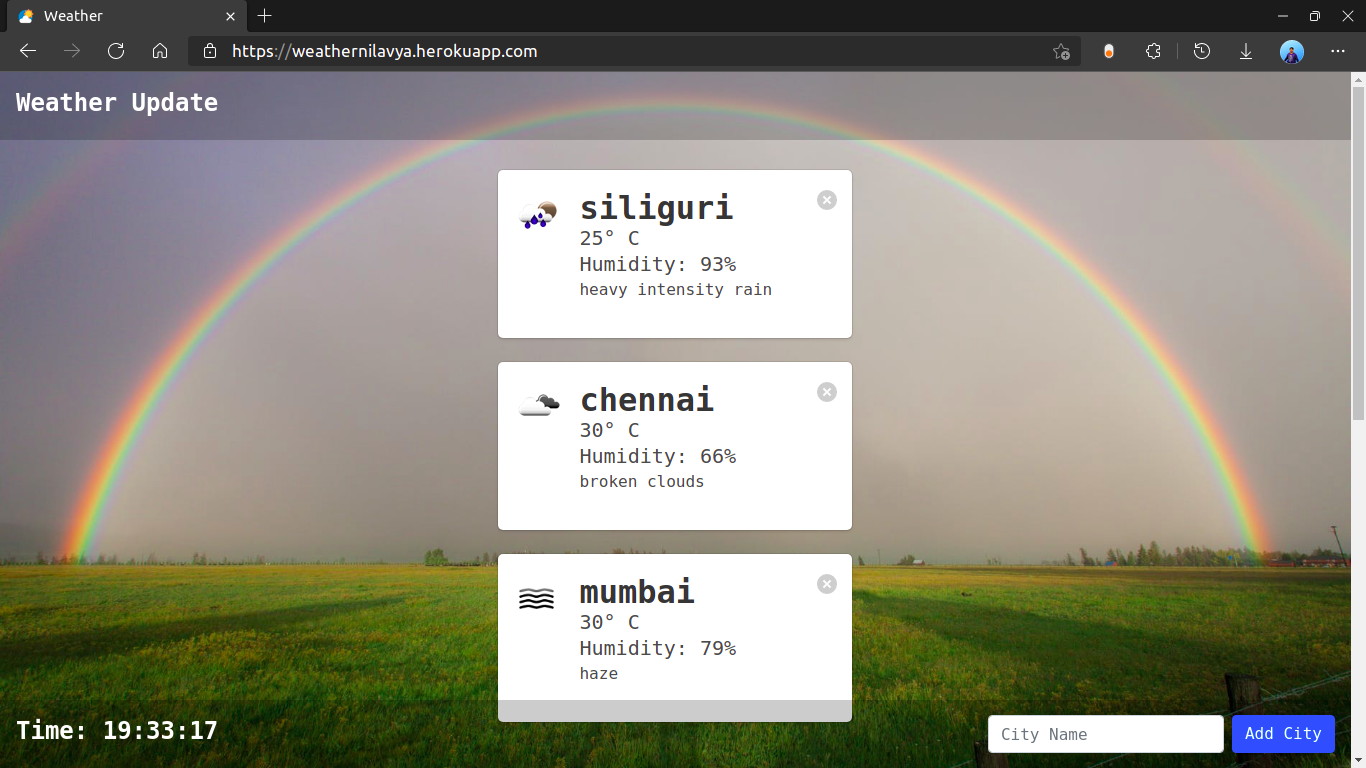 Weather
https://weathernilavya.herokuapp.com
Weather Update
siliguri
25° C
Humidity: 93%
heavy intensity rain
chennai
30° C
Humidity: 66%
broken clouds
mumbai
30° C
Humidity: 79%
haze
Time: 19:33:17
City Name
Add City